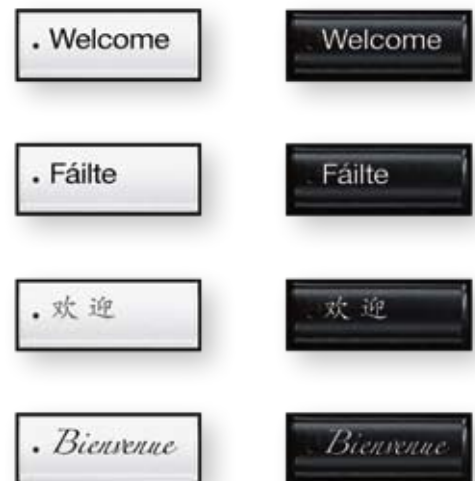 . Welcome
Welcome
. Fáilte
Fáilte
. 欢 迎
欢 迎
. Bienvenue
Bienvenue